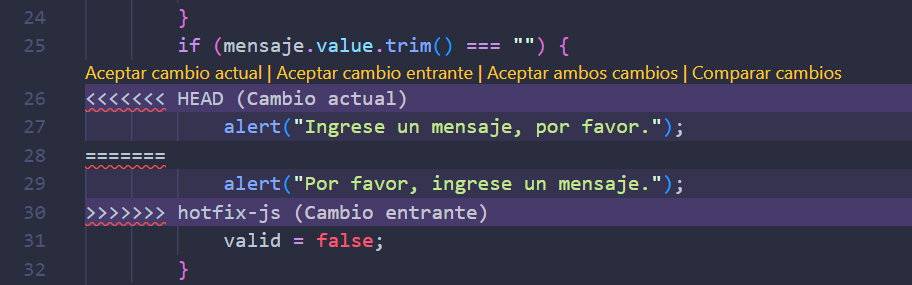 24 }
25 if (mensaje.value.trim() === "") {
Aceptar cambio actual | Aceptar cambio entrante | Aceptar ambos cambios | Comparar cambios
26 <<<<<<< HEAD (Cambio actual)
27 alert("Ingrese un mensaje, por favor.");
28 =======
29 alert("Por favor, ingrese un mensaje.");
30 >>>>>>> hotfix-js (Cambio entrante)
31 valid = false;
32 }